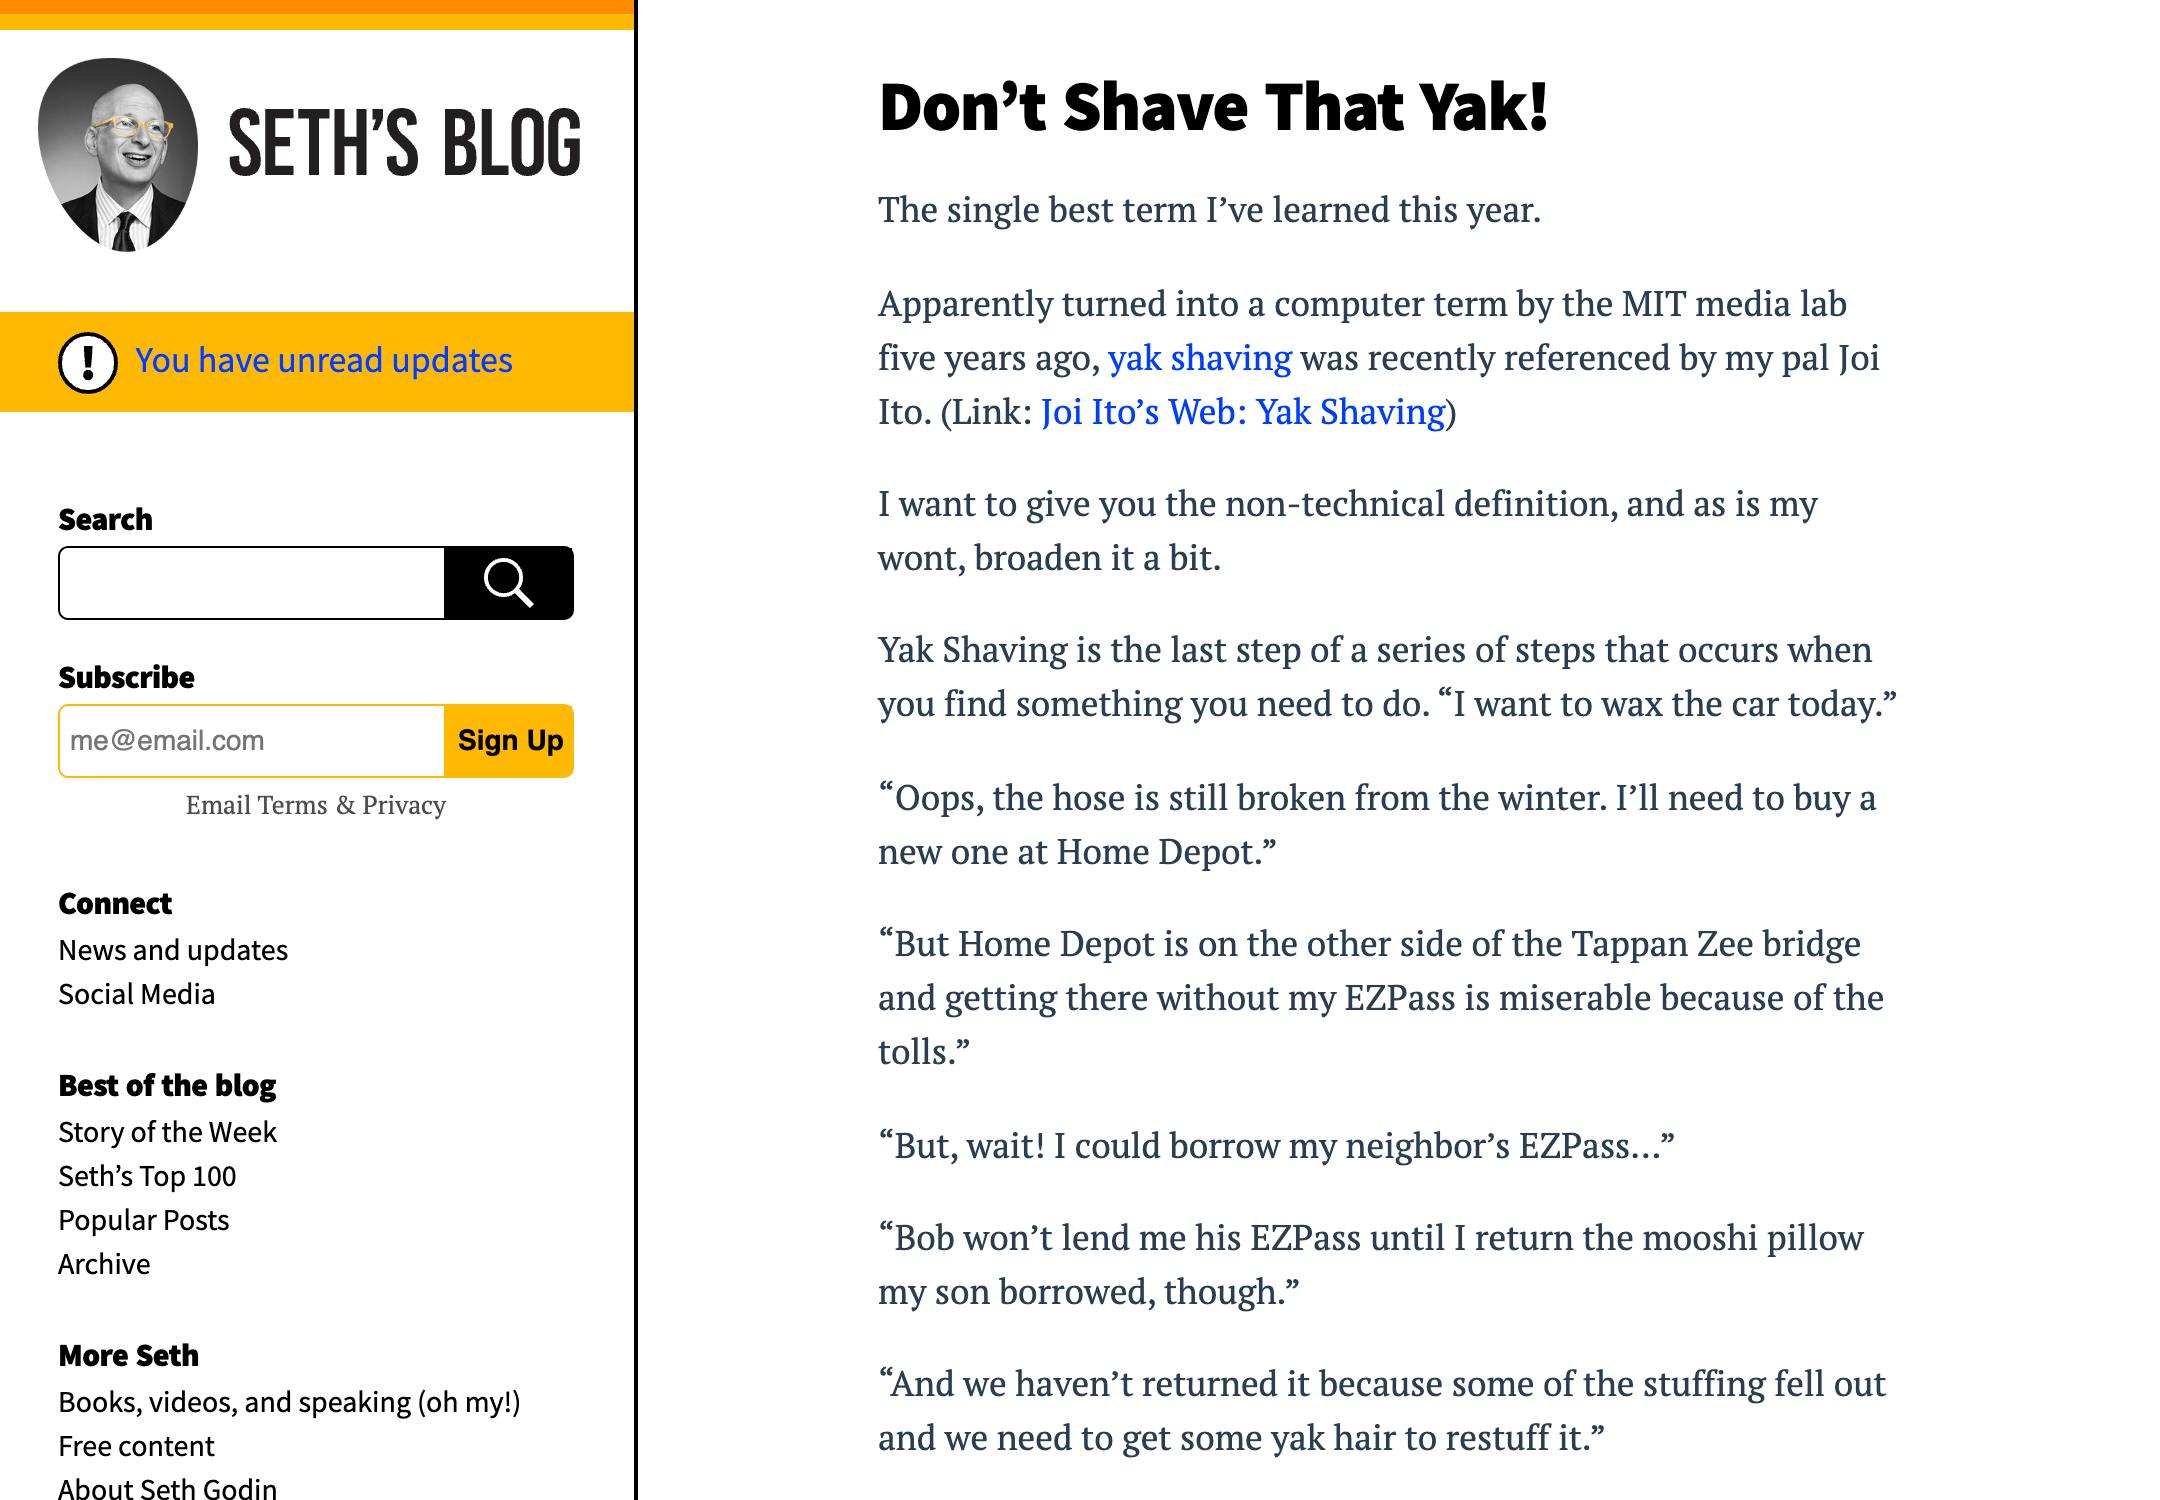 SETH’S BLOG
! You have unread updates
Search
Subscribe
me@email.com Sign Up
Email Terms & Privacy
Connect
News and updates
Social Media
Best of the blog
Story of the Week
Seth’s Top 100
Popular Posts
Archive
More Seth
Books, videos, and speaking (oh my!)
Free content
About Seth Godin
Don’t Shave That Yak!
The single best term I’ve learned this year.
Apparently turned into a computer term by the MIT media lab
five years ago, yak shaving was recently referenced by my pal Joi
Ito. (Link: Joi Ito’s Web: Yak Shaving)
I want to give you the non-technical definition, and as is my
wont, broaden it a bit.
Yak Shaving is the last step of a series of steps that occurs when
you find something you need to do. “I want to wax the car today.”
“Oops, the hose is still broken from the winter. I’ll need to buy a
new one at Home Depot.”
“But Home Depot is on the other side of the Tappan Zee bridge
and getting there without my EZPass is miserable because of the
tolls.”
“But, wait! I could borrow my neighbor’s EZPass…”
“Bob won’t lend me his EZPass until I return the mooshi pillow
my son borrowed, though.”
“And we haven’t returned it because some of the stuffing fell out
and we need to get some yak hair to restuff it.”